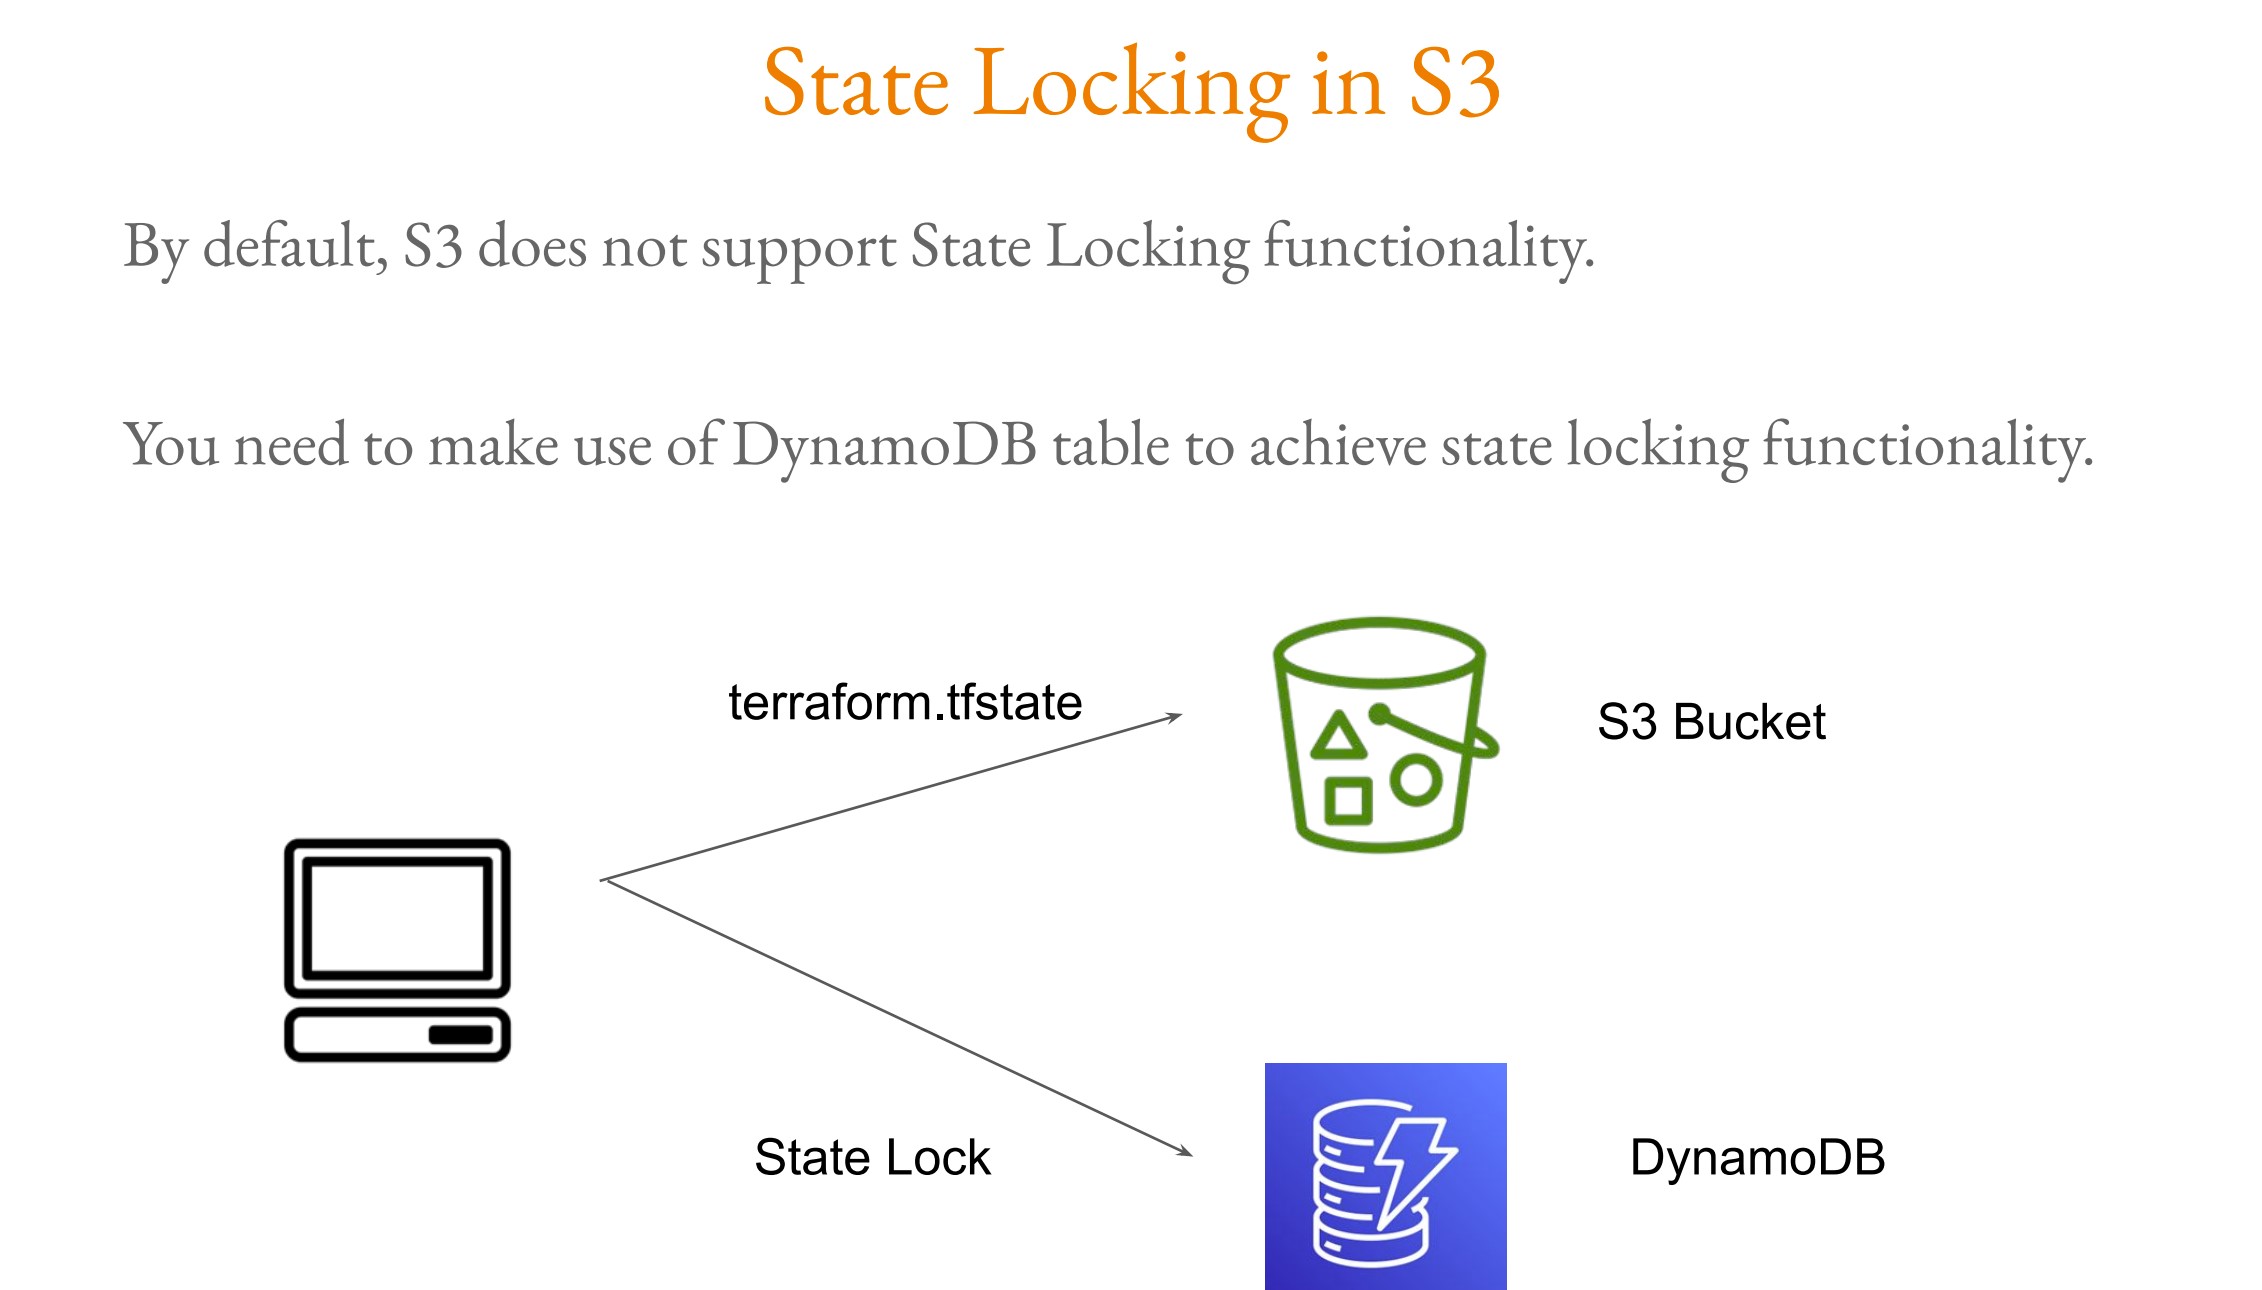 State Locking in S3
By default, S3 does not support State Locking functionality.
You need to make use of DynamoDB table to achieve state locking functionality.
terraform.tfstate
S3 Bucket
State Lock
DynamoDB